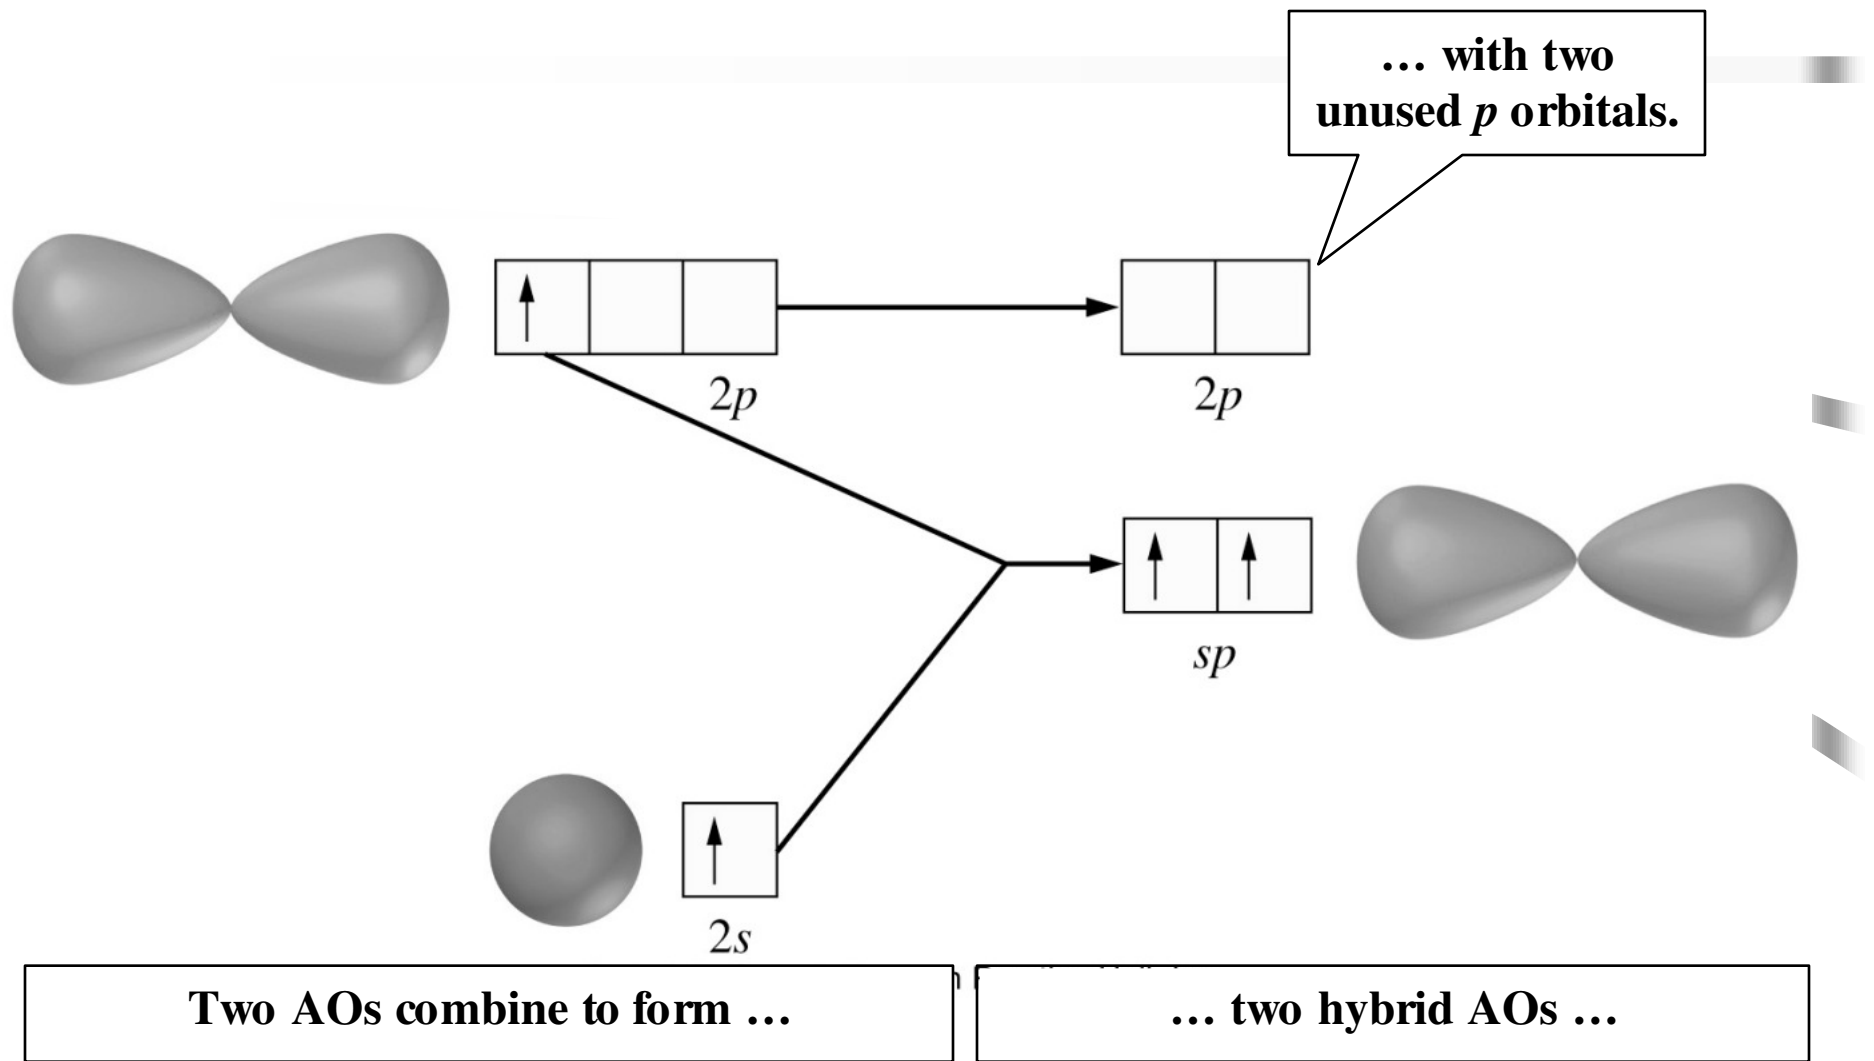 … with two
unused p orbitals.
2p
2p
sp
2s
Two AOs combine to form …
… two hybrid AOs …